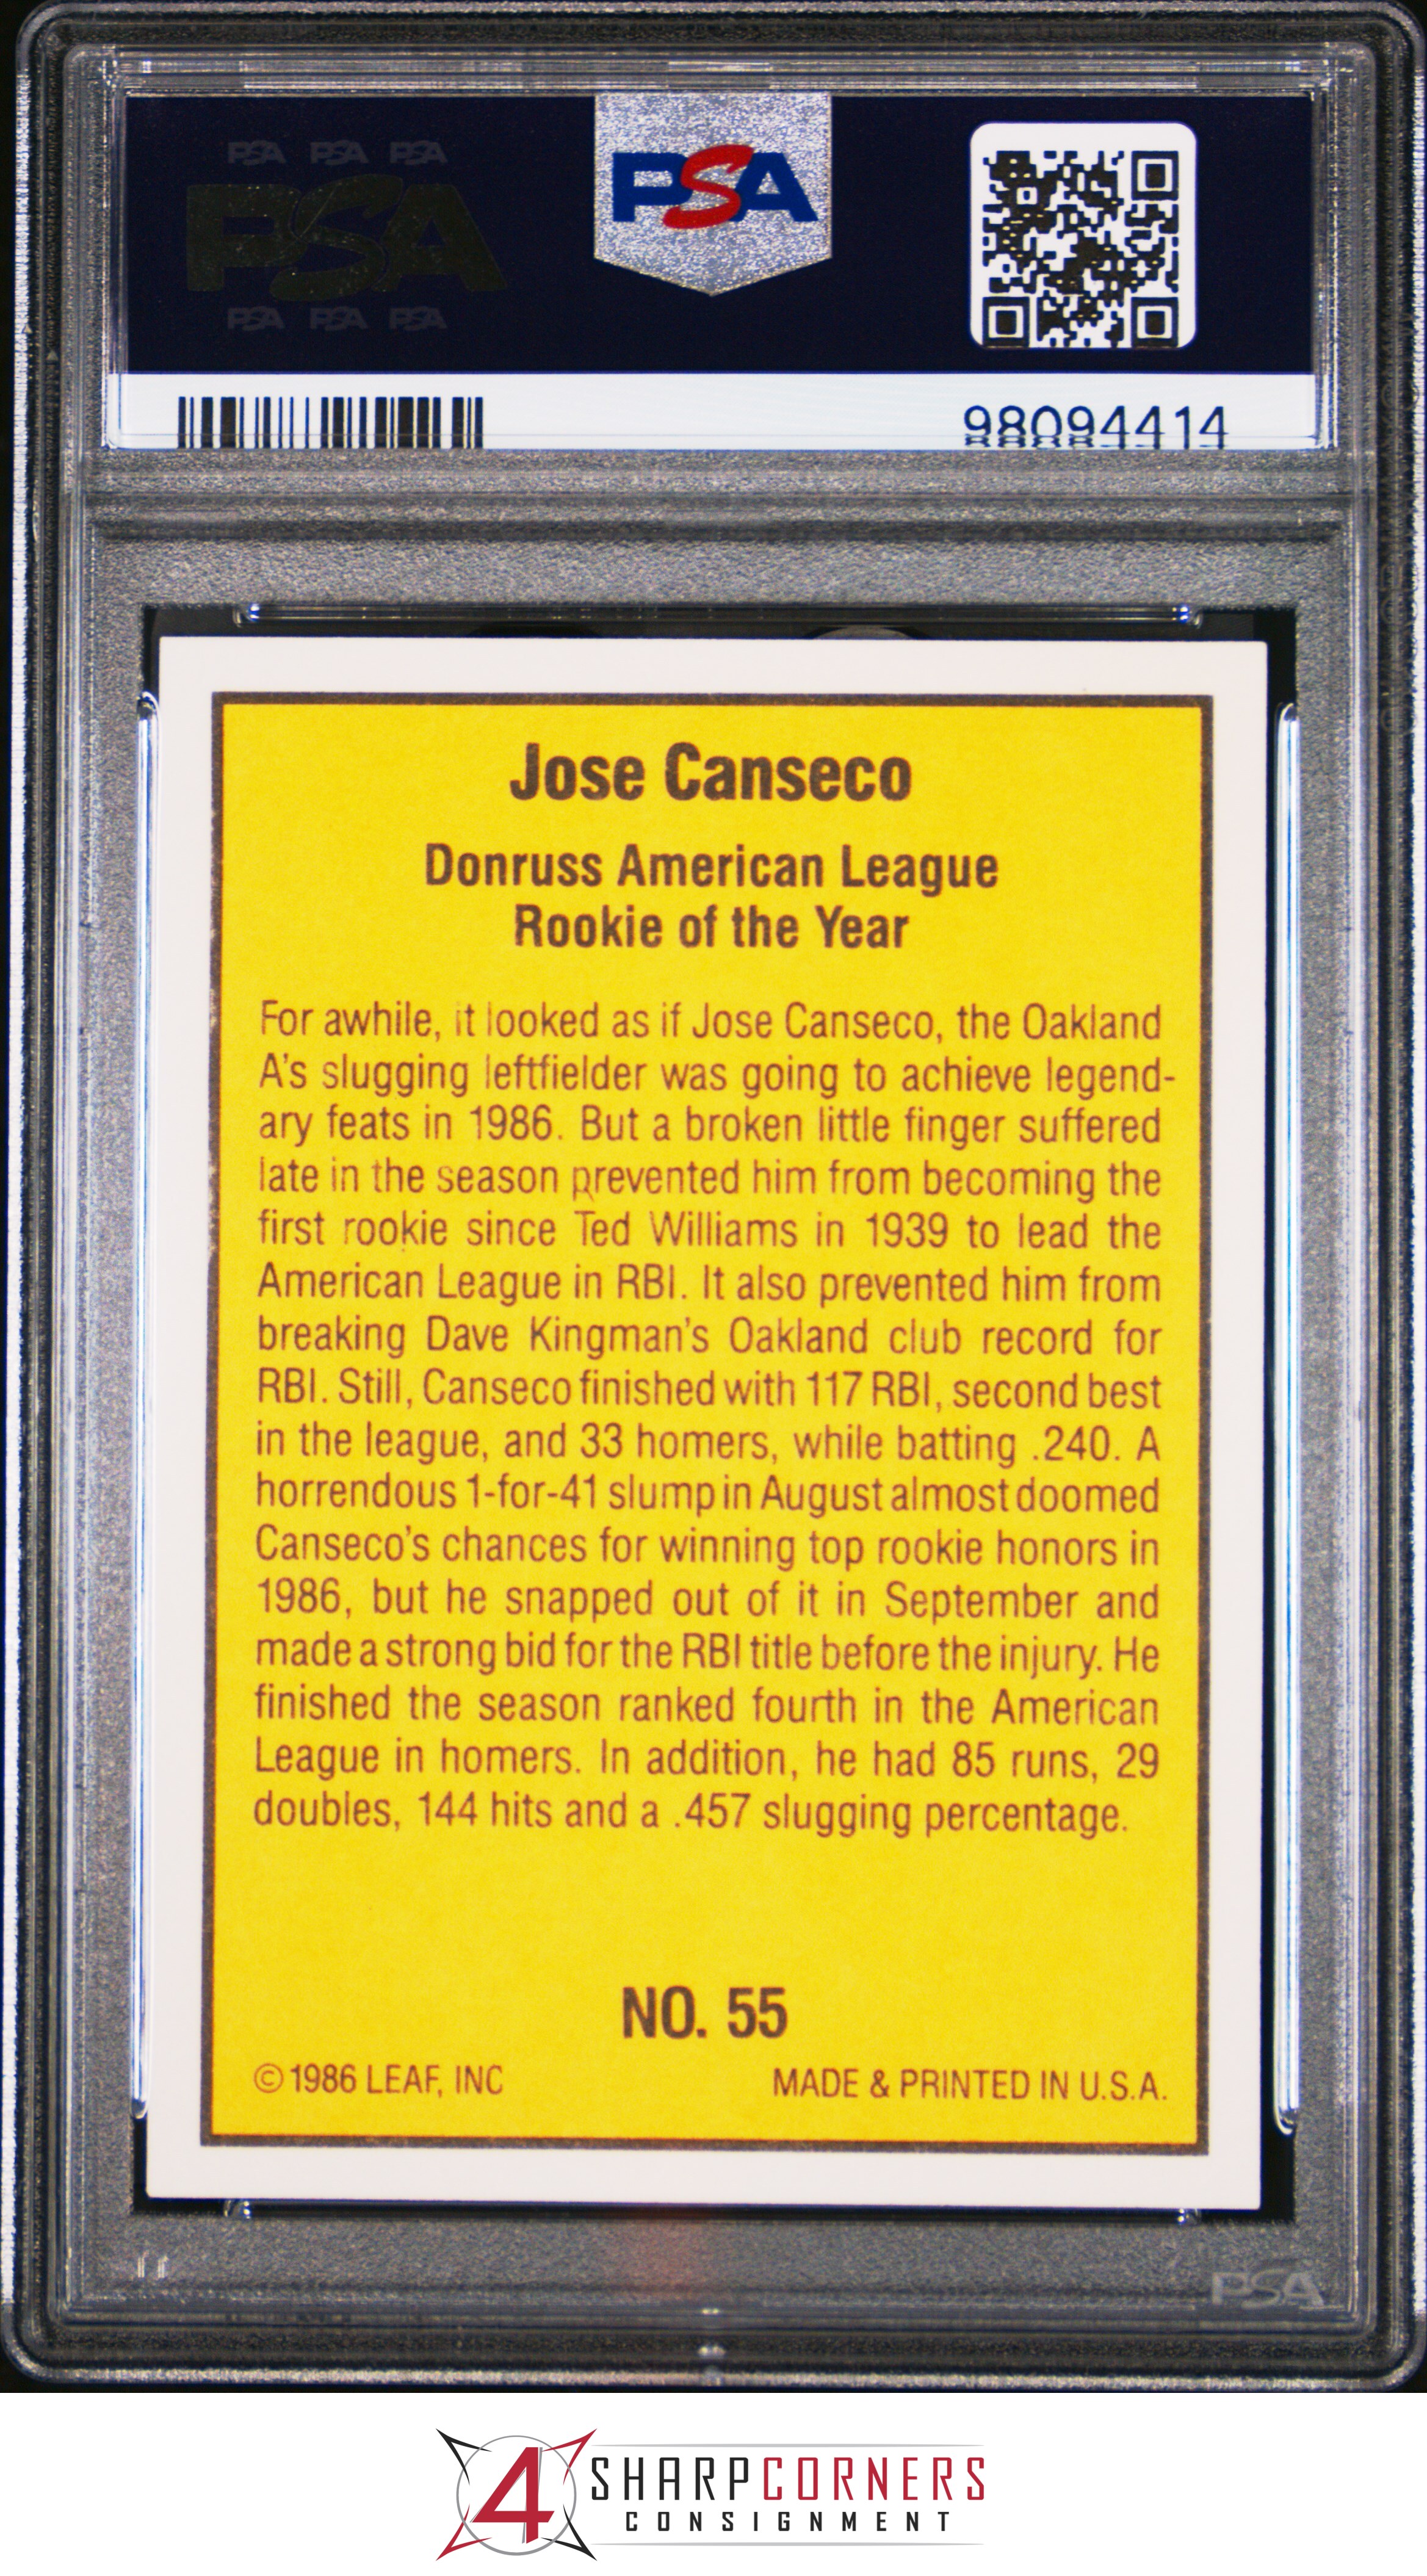 PSA PSA PSA
PSA
PSA PSA PSA
PSA
98094414
Jose Canseco
Donruss American League
Rookie of the Year
For awhile, it looked as if Jose Canseco, the Oakland
A's slugging leftfielder was going to achieve legend-
ary feats in 1986. But a broken little finger suffered
late in the season prevented him from becoming the
first rookie since Ted Williams in 1939 to lead the
American League in RBI. It also prevented him from
breaking Dave Kingman's Oakland club record for
RBI. Still, Canseco finished with 117 RBI, second best
in the league, and 33 homers, while batting .240. A
horrendous 1-for-41 slump in August almost doomed
Canseco's chances for winning top rookie honors in
1986, but he snapped out of it in September and
made a strong bid for the RBI title before the injury. He
finished the season ranked fourth in the American
League in homers. In addition, he had 85 runs, 29
doubles, 144 hits and a .457 slugging percentage.
NO. 55
© 1986 LEAF, INC MADE & PRINTED IN U.S.A.
PSA
4 SHARPCORNERS
CONSIGNMENT